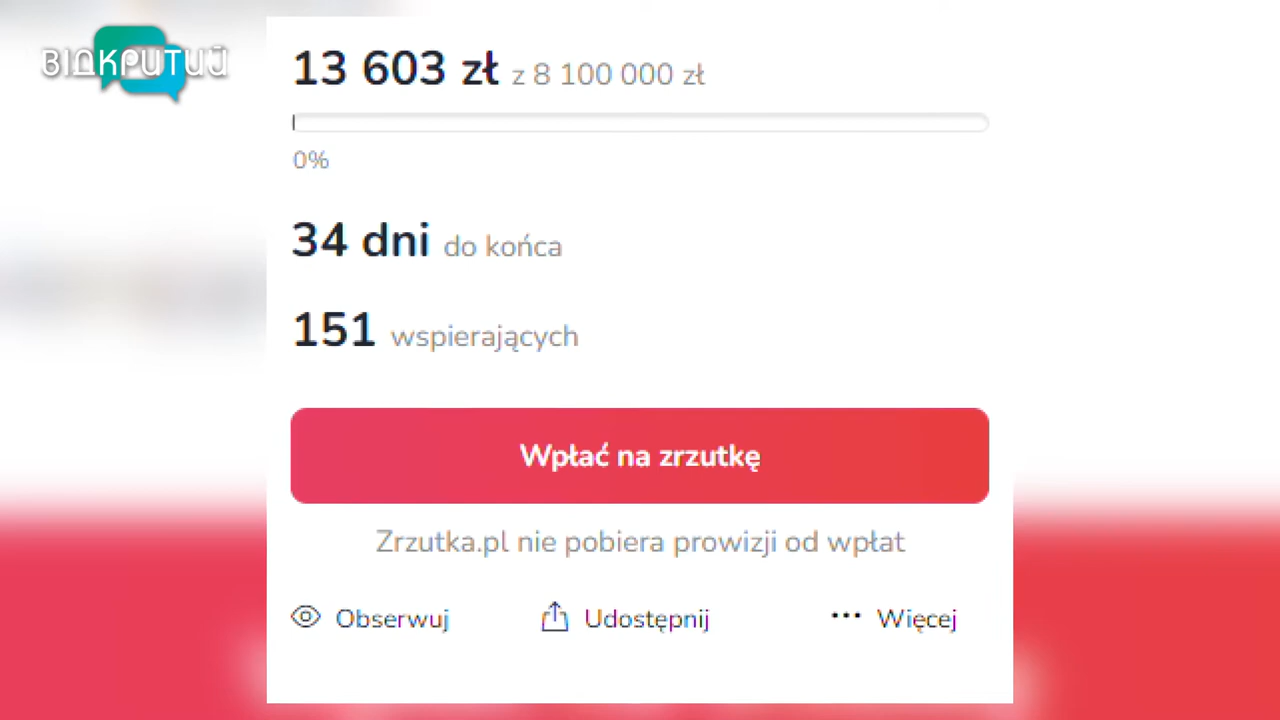 ВІДКРИТИЙ
13 603 zł z 8 100 000 zł
0%
34 dni do końca
151 wspierających
Wpłać na zrzutkę
Zrzutka.pl nie pobiera prowizji od wpłat
Obserwuj Udostępnij ··· Więcej